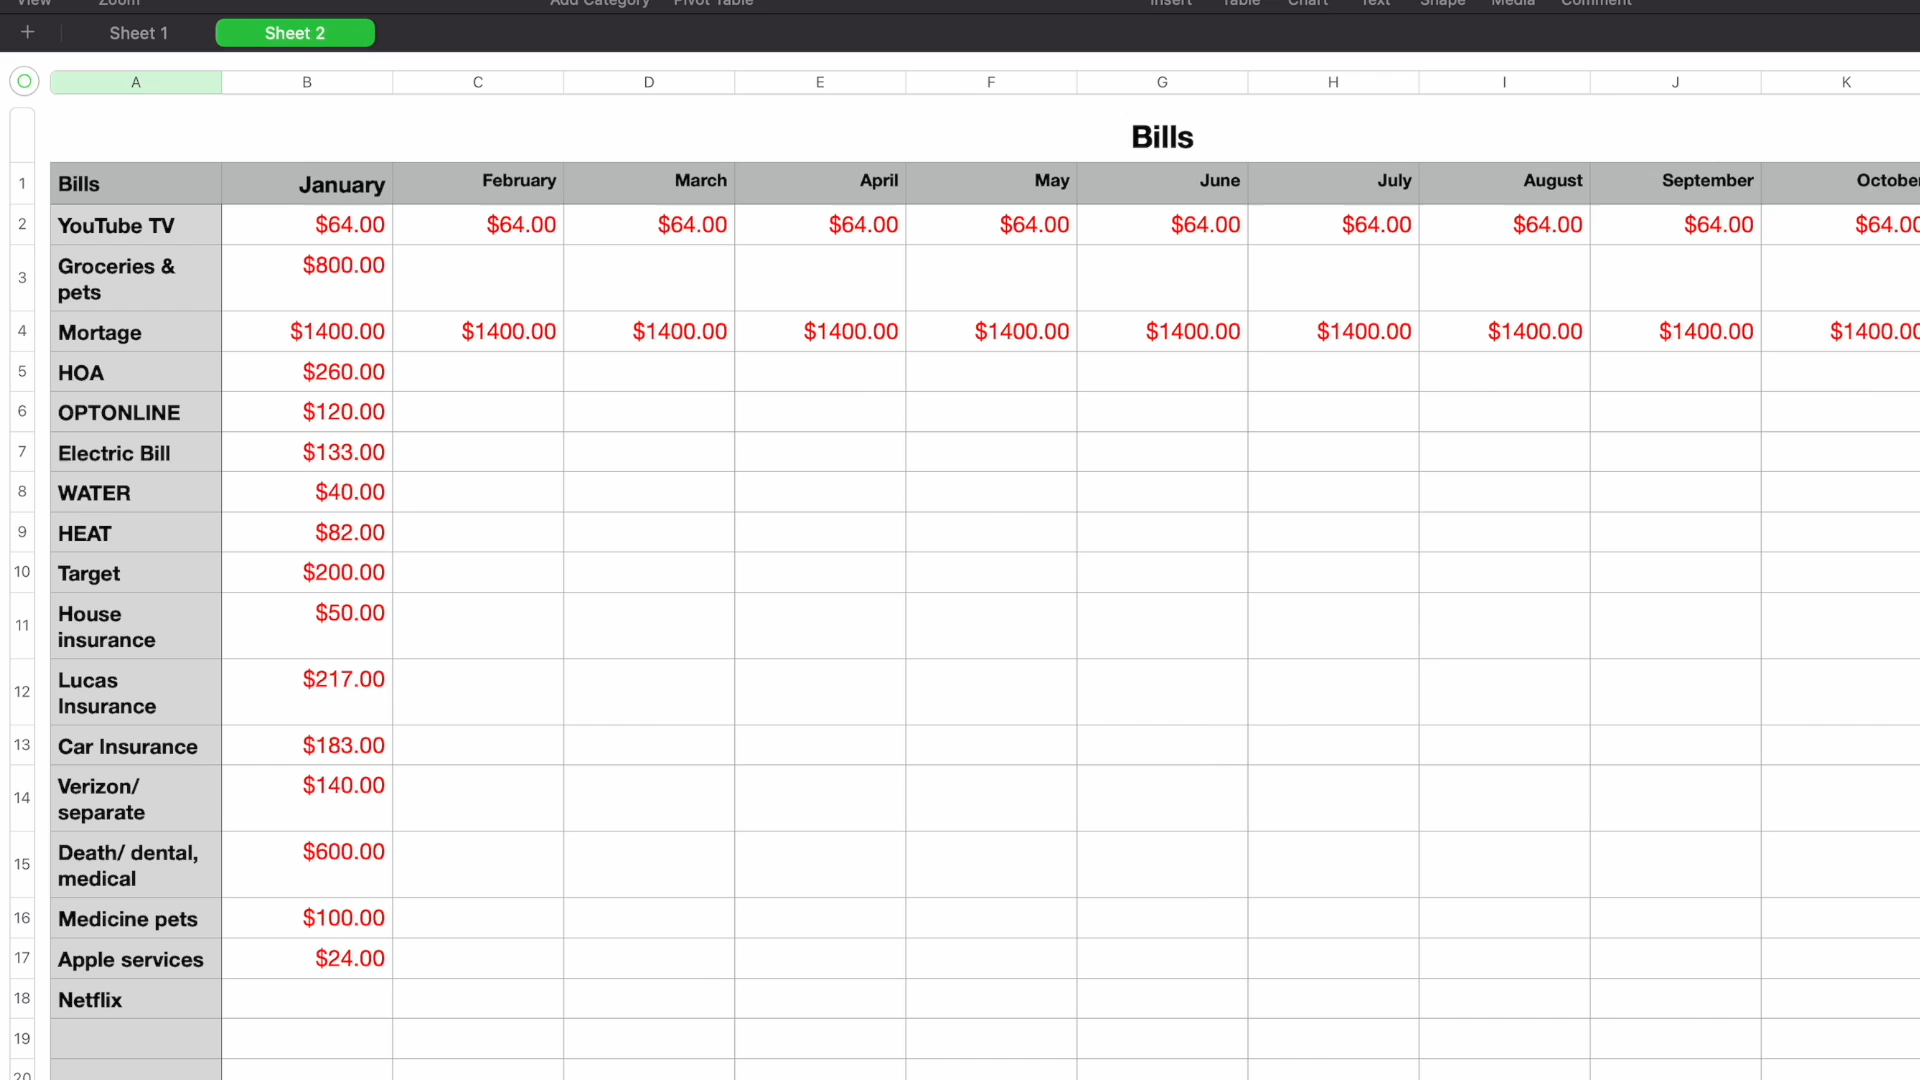 View Zoom Add Category Pivot Table Insert Table Chart Text Shape Media Comment
+ Sheet 1 Sheet 2
A B C D E F G H I J K
Bills
1 Bills January February March April May June July August September Octobe
2 YouTube TV $64.00 $64.00 $64.00 $64.00 $64.00 $64.00 $64.00 $64.00 $64.00 $64.00
3 Groceries & $800.00
pets
4 Mortage $1400.00 $1400.00 $1400.00 $1400.00 $1400.00 $1400.00 $1400.00 $1400.00 $1400.00 $1400.00
5 HOA $260.00
6 OPTONLINE $120.00
7 Electric Bill $133.00
8 WATER $40.00
9 HEAT $82.00
10 Target $200.00
11 House $50.00
insurance
12 Lucas $217.00
Insurance
13 Car Insurance $183.00
14 Verizon/ $140.00
separate
15 Death/ dental, $600.00
medical
16 Medicine pets $100.00
17 Apple services $24.00
18 Netflix
19
20